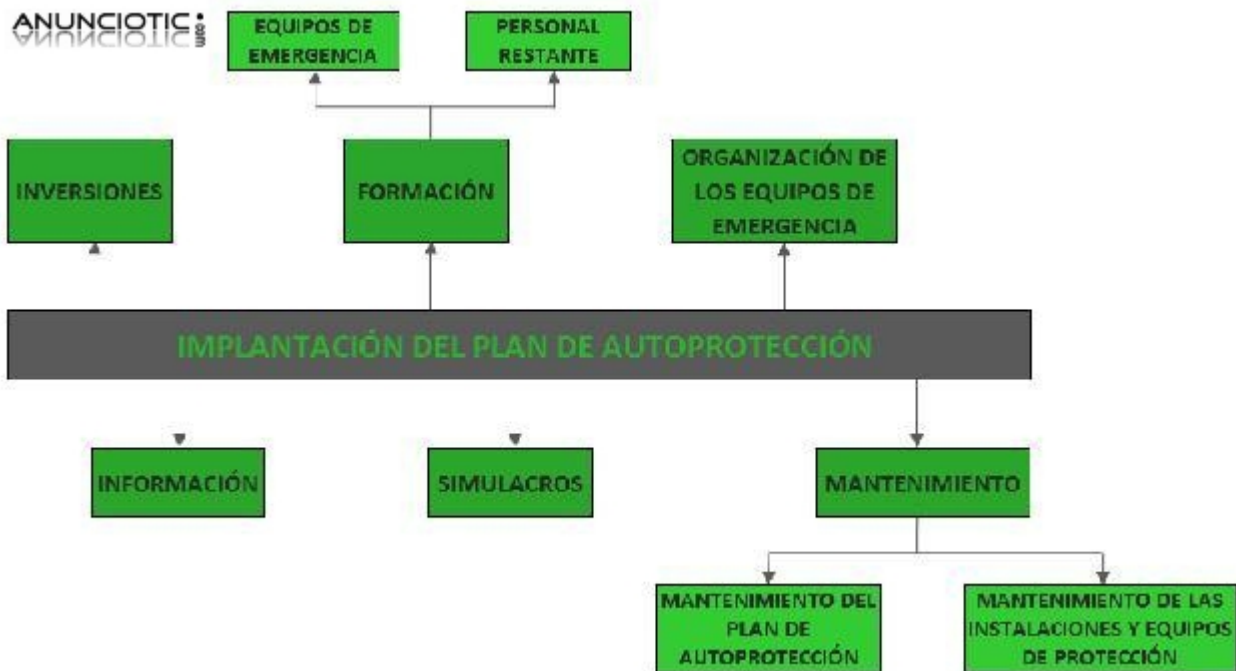 ANUNCIOTIC.com
EQUIPOS DE
EMERGENCIA
PERSONAL
RESTANTE
INVERSIONES
FORMACIÓN
ORGANIZACIÓN DE
LOS EQUIPOS DE
EMERGENCIA
IMPLANTACIÓN DEL PLAN DE AUTOPROTECCIÓN
INFORMACIÓN
SIMULACROS
MANTENIMIENTO
MANTENIMIENTO DEL
PLAN DE
AUTOPROTECCIÓN
MANTENIMIENTO DE LAS
INSTALACIONES Y EQUIPOS
DE PROTECCIÓN